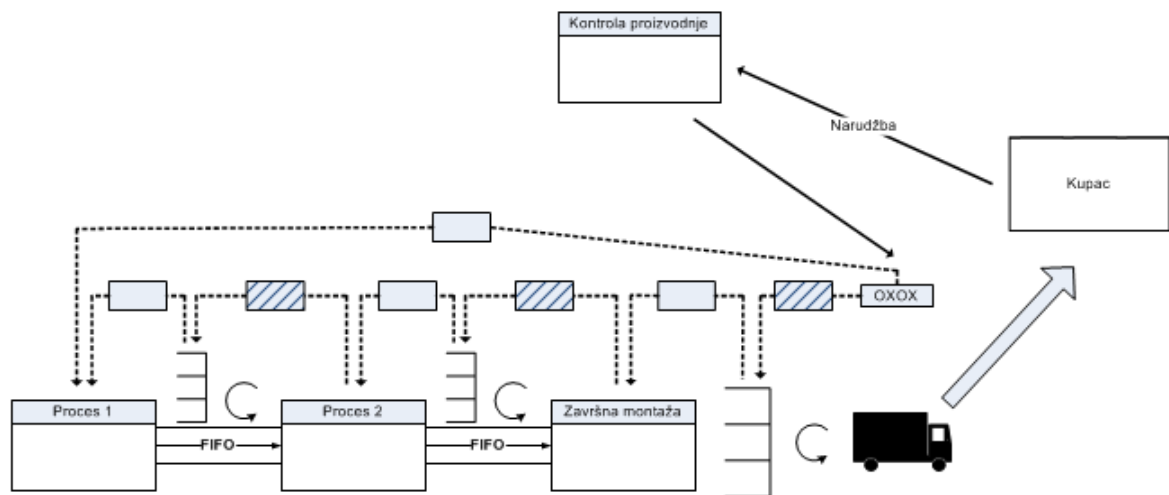 Kontrola proizvodnje
Narudžba
Kupac
OXOX
Proces 1
FIFO
Proces 2
FIFO
Završna montaža